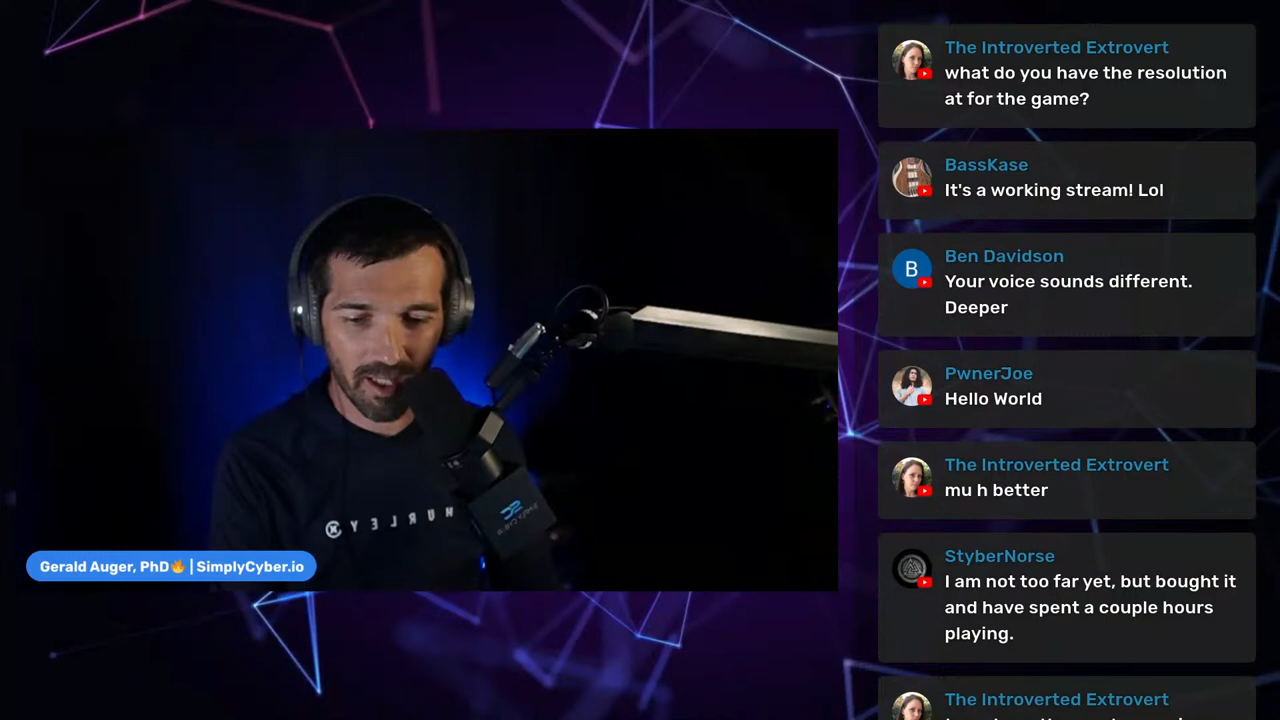 The Introverted Extrovert
what do you have the resolution
at for the game?
BassKase
It's a working stream! Lol
B
Ben Davidson
Your voice sounds different.
Deeper
PwnerJoe
Hello World
The Introverted Extrovert
mu h better
StyberNorse
I am not too far yet, but bought it
and have spent a couple hours
playing.
The Introverted Extrovert
HURLEY
Gerald Auger, PhD🔥 | SimplyCyber.io